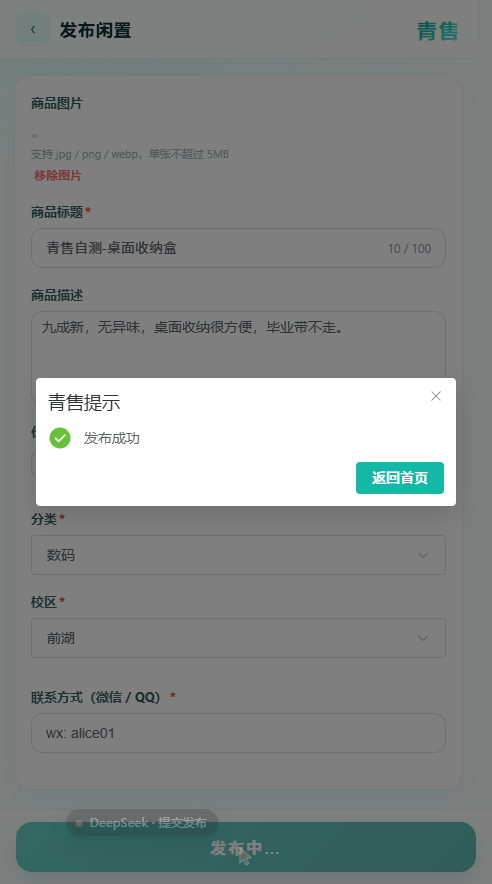 ‹ 发布闲置 青售
商品图片
支持 jpg / png / webp，单张不超过 5MB
移除图片
商品标题*
青售自测-桌面收纳盒 10 / 100
商品描述
九成新，无异味，桌面收纳很方便，毕业带不走。
青售提示
发布成功
返回首页
分类*
数码
校区*
前湖
联系方式（微信 / QQ） *
wx: alice01
DeepSeek · 提交发布
发布中...